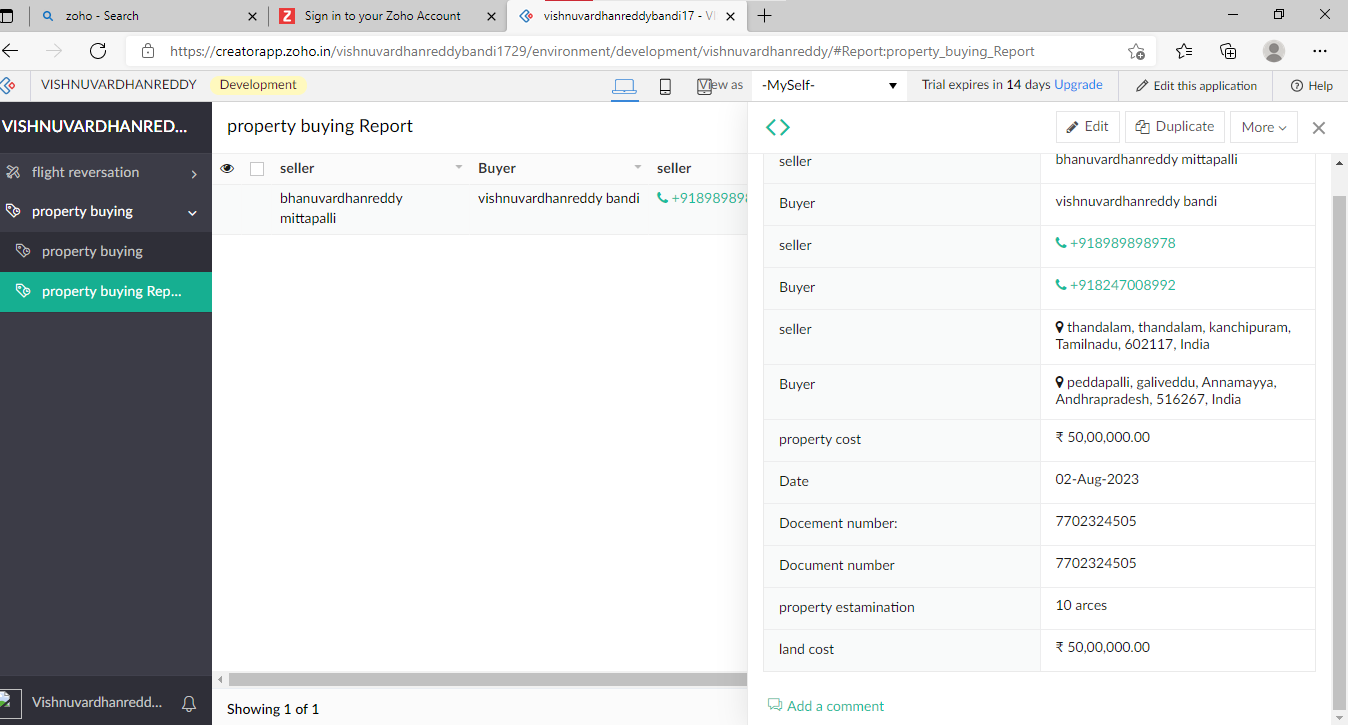 zoho - Search
Sign in to your Zoho Account
vishnuvardhanreddybandi17 - VI
https://creatorapp.zoho.in/vishnuvardhanreddybandi1729/environment/development/vishnuvardhanreddy/#Report:property_buying_Report
VISHNUVARDHANREDDY
Development
View as
-MySelf-
Trial expires in 14 days Upgrade
Edit this application
Help
VISHNUVARDHANRED...
flight reversation
property buying
property buying
property buying Rep...
Vishnuvardhanredd...
property buying Report
seller
Buyer
seller
bhanuvardhanreddy
mittapalli
vishnuvardhanreddy bandi
+918989898
Showing 1 of 1
Edit
Duplicate
More
seller
bhanuvardhanreddy mittapalli
Buyer
vishnuvardhanreddy bandi
seller
+918989898978
Buyer
+918247008992
seller
thandalam, thandalam, kanchipuram,
Tamilnadu, 602117, India
Buyer
peddapalli, galiveddu, Annamayya,
Andhrapradesh, 516267, India
property cost
₹ 50,00,000.00
Date
02-Aug-2023
Docement number:
7702324505
Document number
7702324505
property estamination
10 arces
land cost
₹ 50,00,000.00
Add a comment